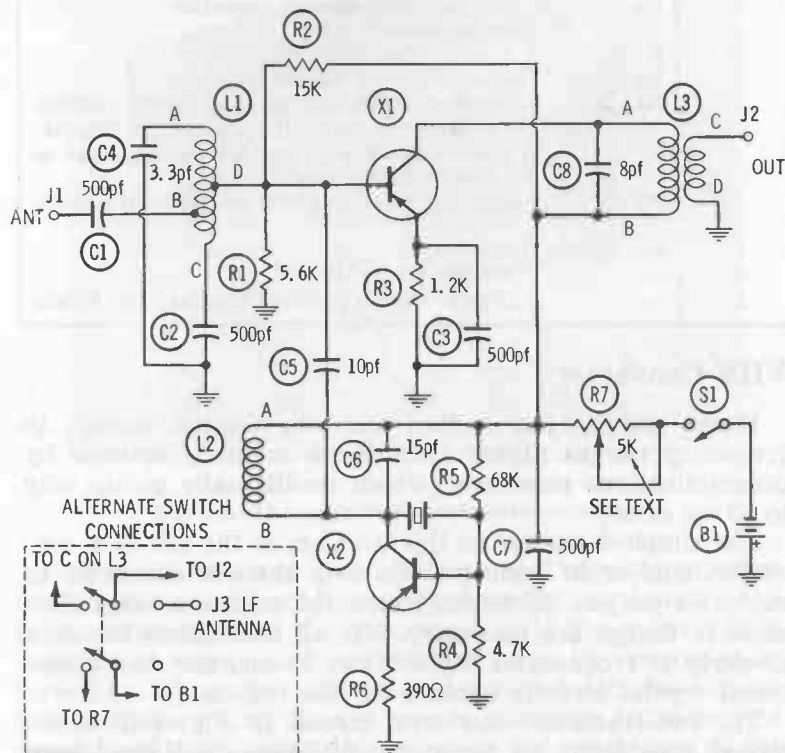 R2
15K
L1
X1
L3
A
A
C
J2
C4
3.3pf
D
C8
8pf
OUT
500pf
J1
B
ANT
D
C1
B
C
R1
5.6K
R3
1.2K
C2
500pf
C3
500pf
C5
10pf
R7
S1
A
L2
C6
15pf
R5
5K
68K
SEE TEXT
ALTERNATE SWITCH
CONNECTIONS
B
X2
C7
500pf
B1
TO C ON L3
TO J2
J3 LF
ANTENNA
R4
4.7K
TO B1
R6
390Ω
TO R7